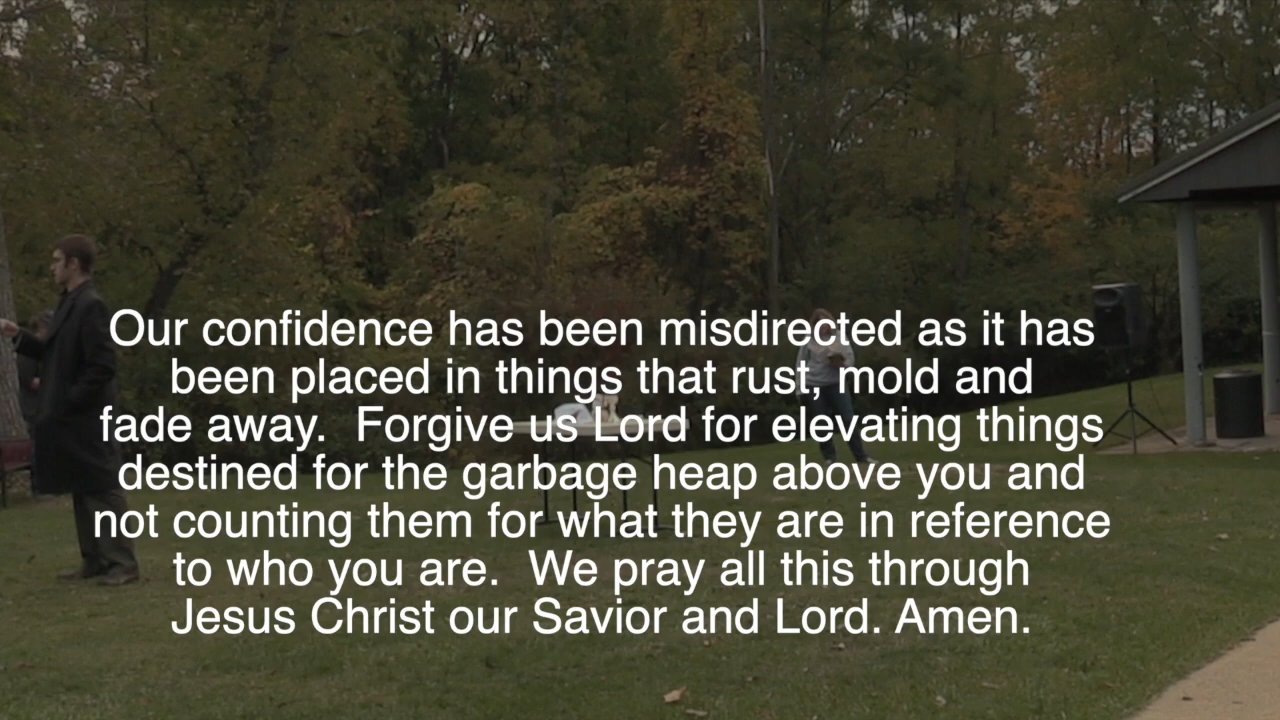 Our confidence has been misdirected as it has
been placed in things that rust, mold and
fade away.  Forgive us Lord for elevating things
destined for the garbage heap above you and
not counting them for what they are in reference
to who you are.  We pray all this through
Jesus Christ our Savior and Lord. Amen.